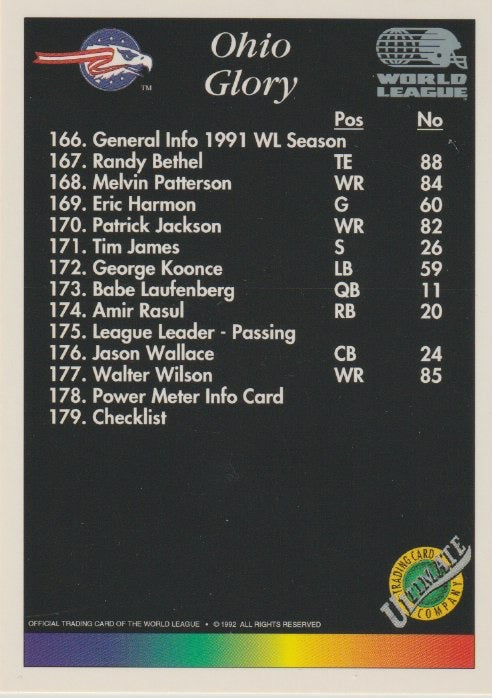 Ohio
Glory
TM
WORLD
LEAGUE
Pos No
166. General Info 1991 WL Season
167. Randy Bethel TE 88
168. Melvin Patterson WR 84
169. Eric Harmon G 60
170. Patrick Jackson WR 82
171. Tim James S 26
172. George Koonce LB 59
173. Babe Laufenberg QB 11
174. Amir Rasul RB 20
175. League Leader - Passing
176. Jason Wallace CB 24
177. Walter Wilson WR 85
178. Power Meter Info Card
179. Checklist
TRADING CARD
ULTIMATE
COMPANY
OFFICIAL TRADING CARD OF THE WORLD LEAGUE • © 1992 ALL RIGHTS RESERVED